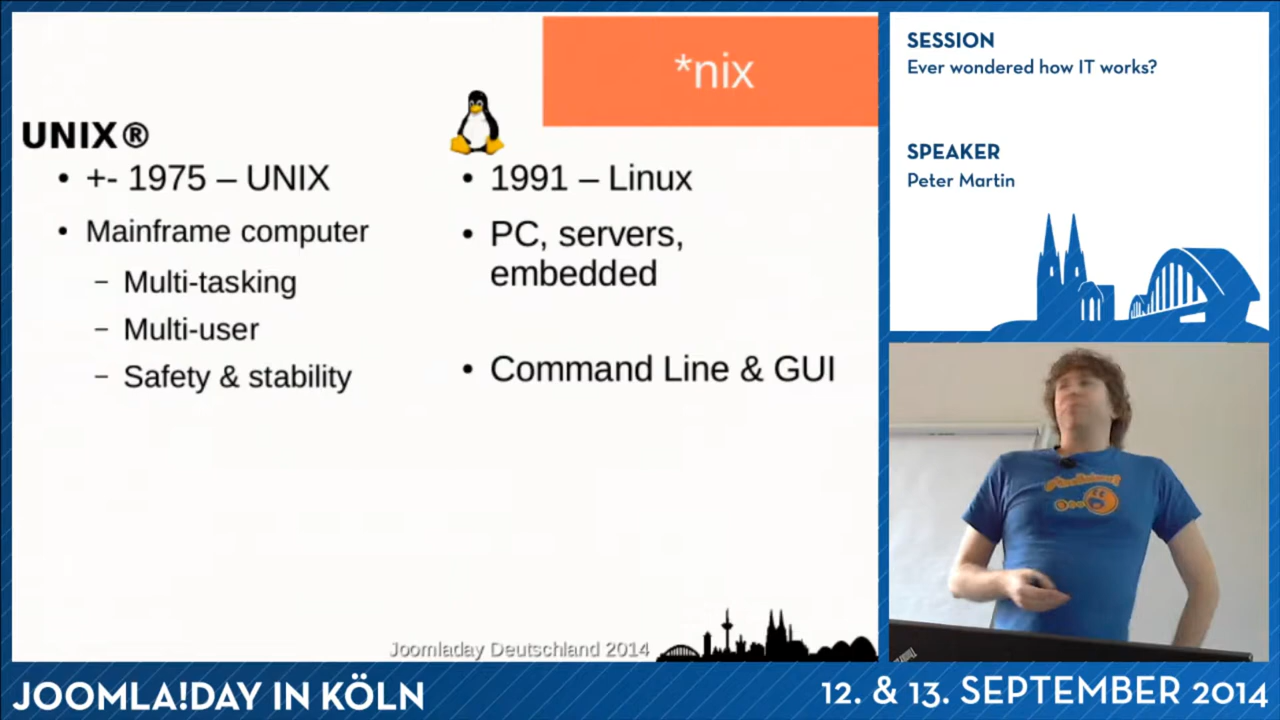 *nix
UNIX®
• +- 1975 – UNIX
• Mainframe computer
– Multi-tasking
– Multi-user
– Safety & stability
• 1991 – Linux
• PC, servers,
embedded
• Command Line & GUI
Joomladay Deutschland 2014
SESSION
Ever wondered how IT works?
SPEAKER
Peter Martin
JOOMLA!DAY IN KÖLN
12. & 13. SEPTEMBER 2014